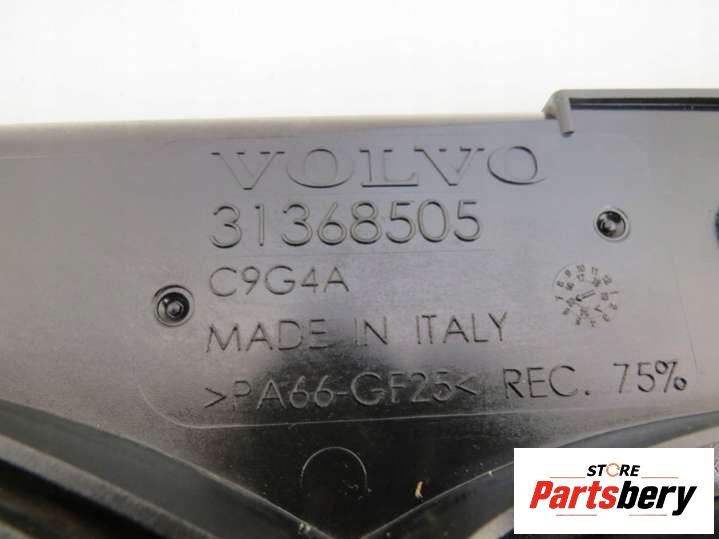 VOLVO
31368505
C9G4A
MADE IN ITALY
>PA66-GF25< REC. 75%
STORE
Partsbery